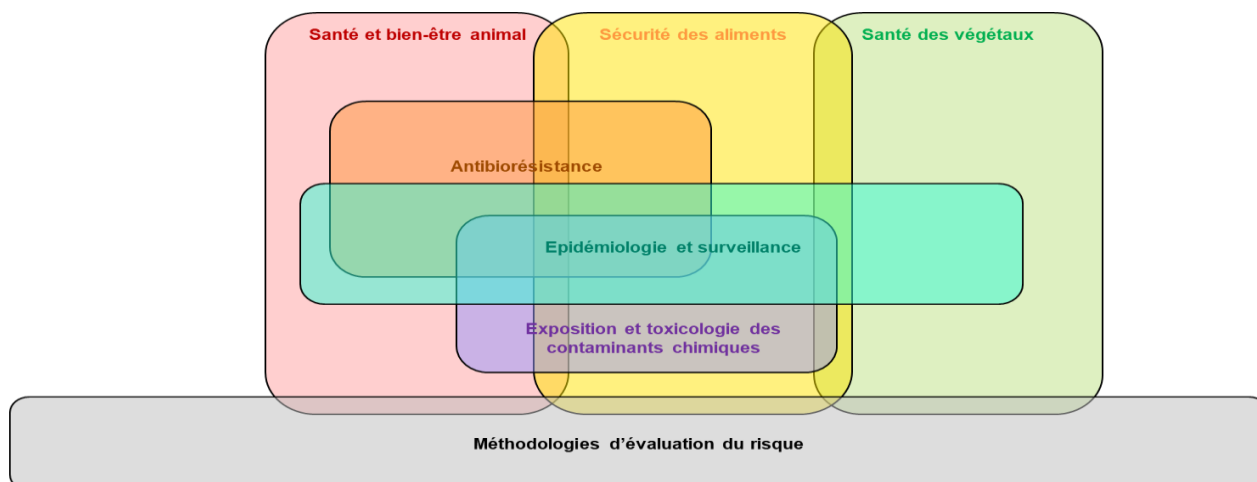 Santé et bien-être animal
Sécurité des aliments
Santé des végétaux
Antibiorésistance
Epidémiologie et surveillance
Exposition et toxicologie des
contaminants chimiques
Méthodologies d’évaluation du risque